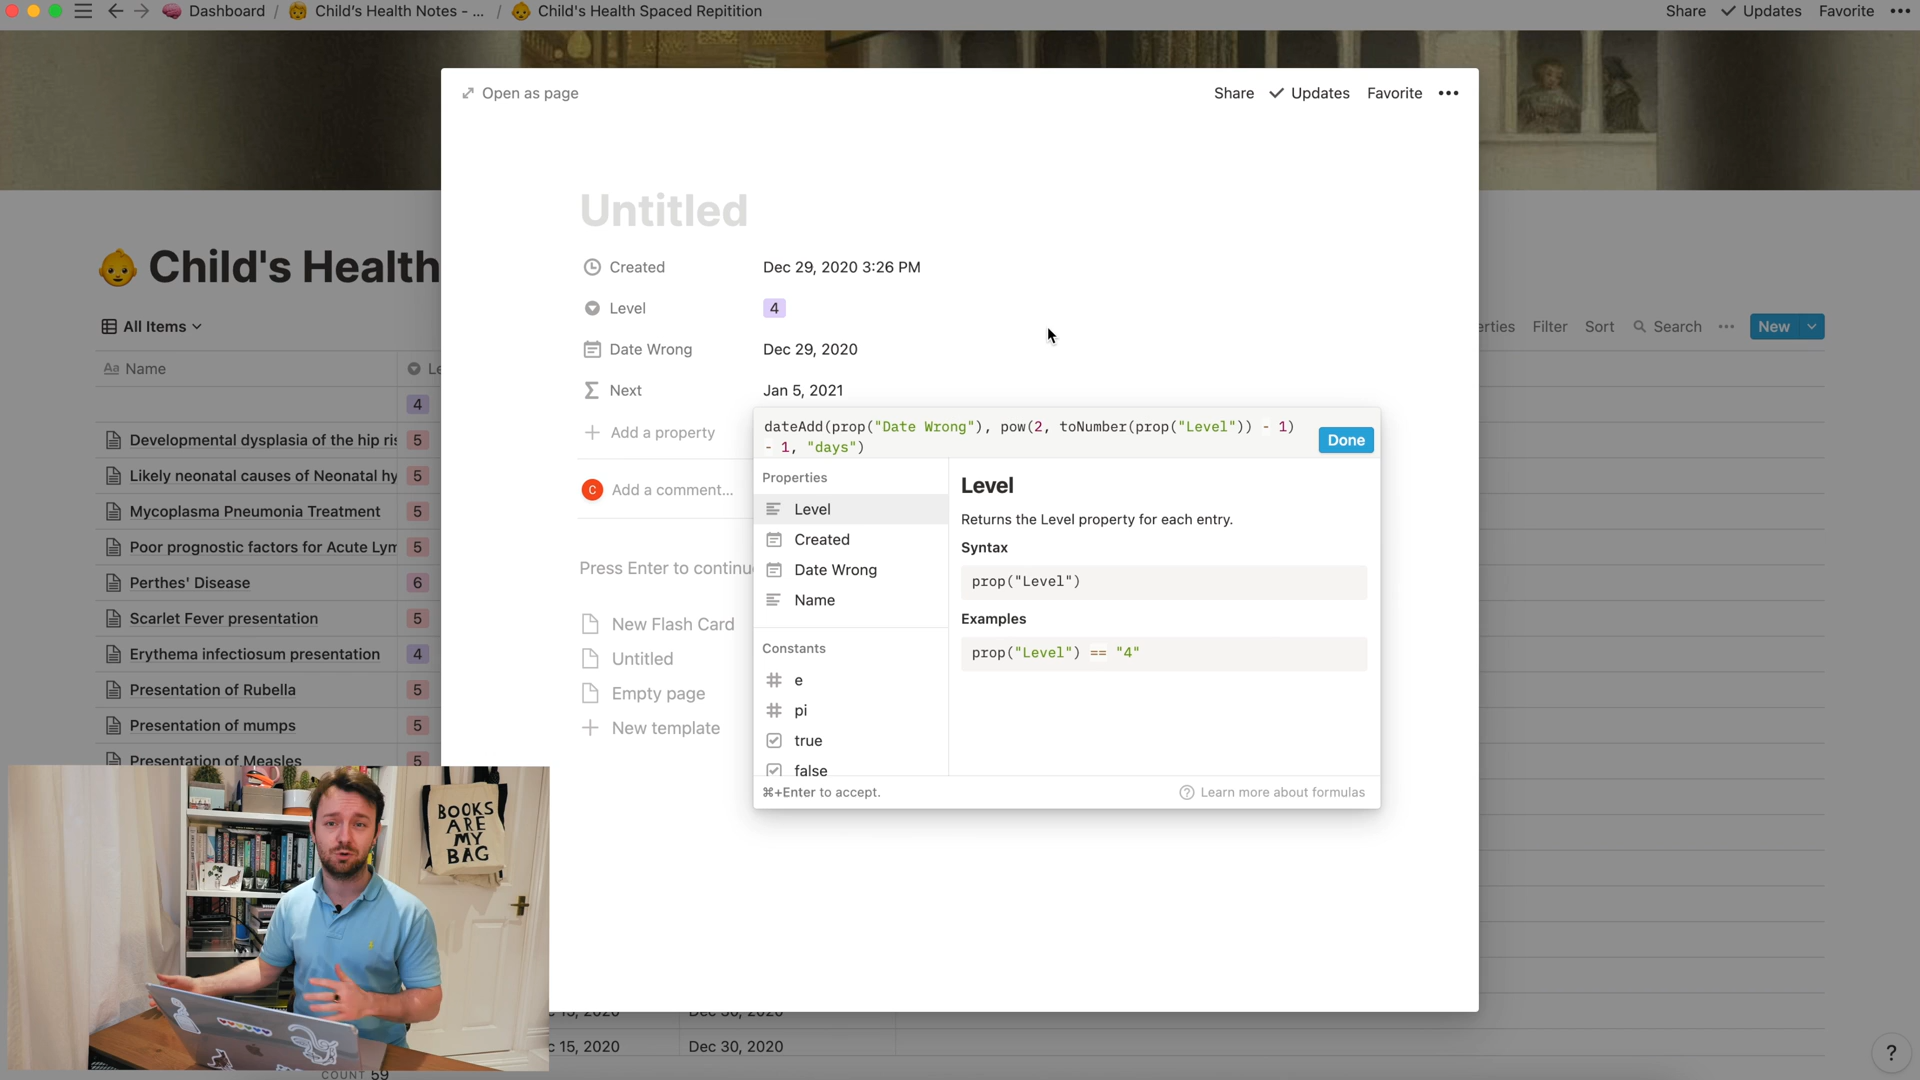 Dashboard / Child's Health Notes - ... / Child's Health Spaced Repitition
Share Updates Favorite
Open as page
Share Updates Favorite
Untitled
Created Dec 29, 2020 3:26 PM
Level 4
Date Wrong Dec 29, 2020
Next Jan 5, 2021
Add a property
dateAdd(prop("Date Wrong"), pow(2, toNumber(prop("Level")) - 1)
- 1, "days")
Done
Properties
Level
Created
Date Wrong
Name
Constants
e
pi
true
false
Level
Returns the Level property for each entry.
Syntax
prop("Level")
Examples
prop("Level") == "4"
⌘+Enter to accept.
Learn more about formulas
C Add a comment...
Press Enter to continu
New Flash Card
Untitled
Empty page
New template
Child's Health
All Items
erties Filter Sort Search New
Aa Name Le
4
Developmental dysplasia of the hip ris 5
Likely neonatal causes of Neonatal hy 5
Mycoplasma Pneumonia Treatment 5
Poor prognostic factors for Acute Lym 5
Perthes' Disease 6
Scarlet Fever presentation 5
Erythema infectiosum presentation 4
Presentation of Rubella 5
Presentation of mumps 5
Presentation of Measles 5
BOOKS
ARE
MY
BAG
c 15, 2020 Dec 30, 2020
c 15, 2020 Dec 30, 2020
COUNT 59
?